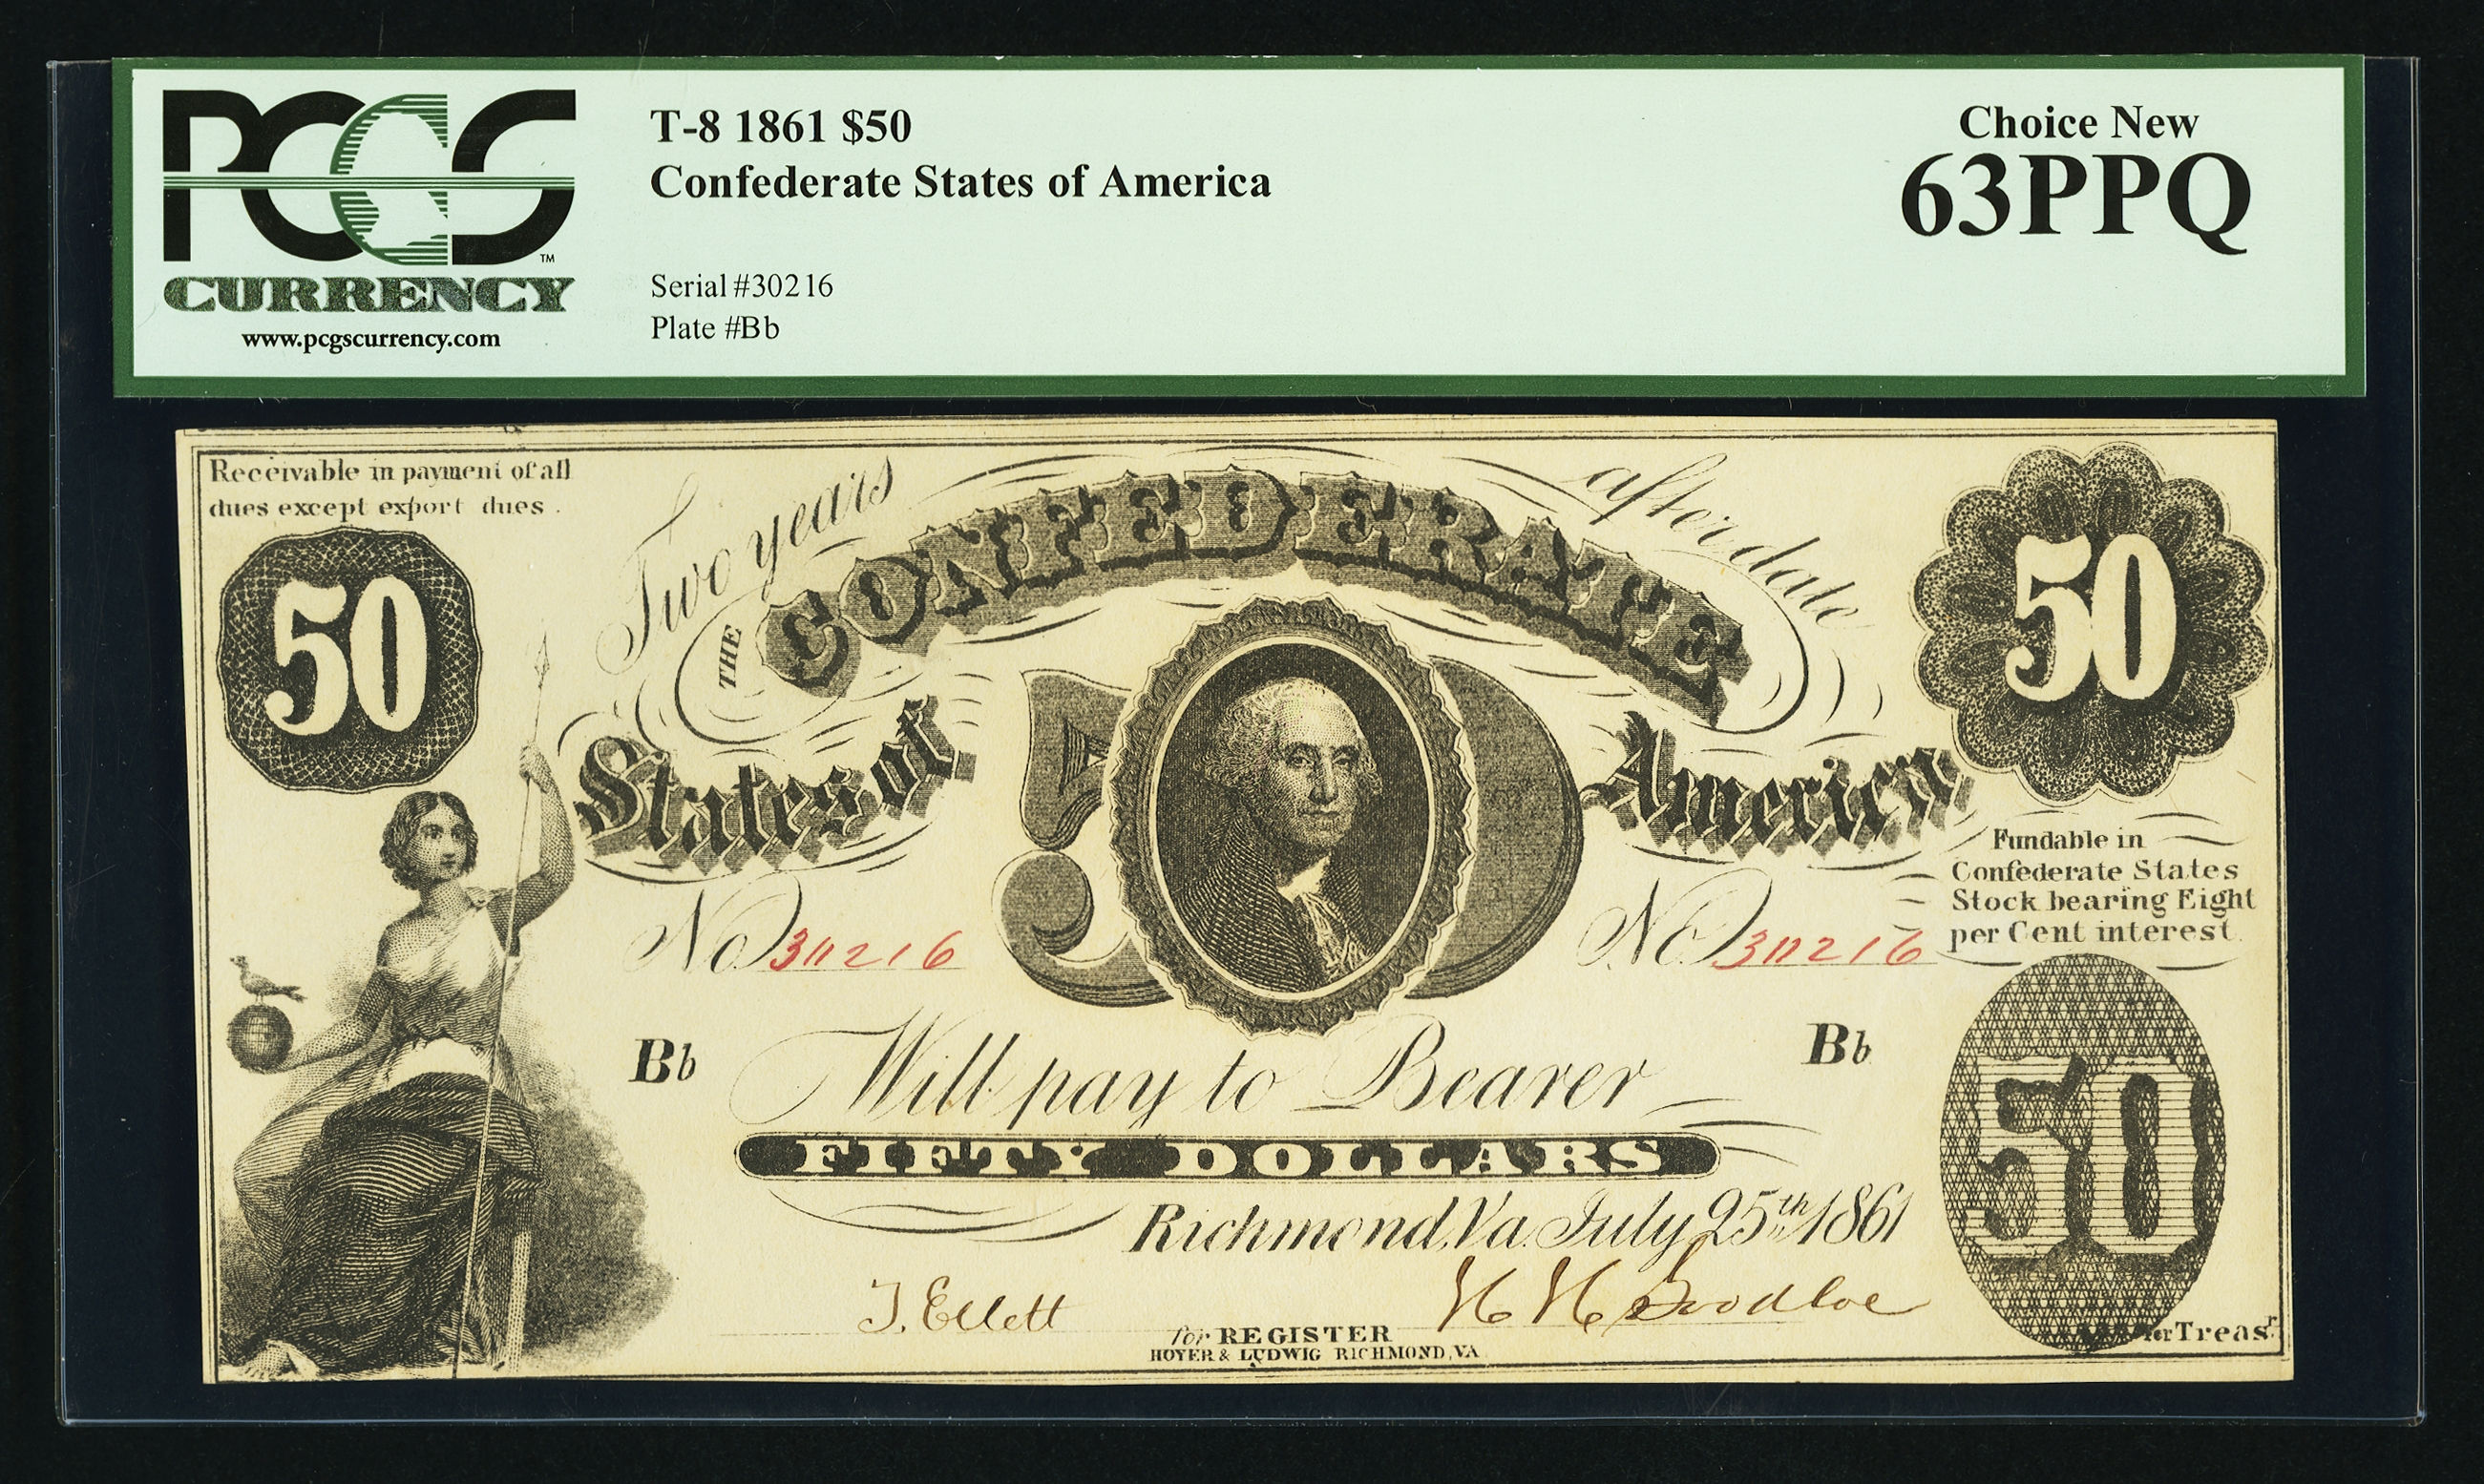 PCGS
TM
CURRENCY
www.pcgscurrency.com
T-8 1861 $50
Confederate States of America
Serial #30216
Plate #Bb
Choice New
63PPQ
Receivable in payment of all
dues except export dues.
50
Two years after date
THE CONFEDERATE
States of America
50
50
Fundable in
Confederate States
Stock bearing Eight
per Cent interest.
No 30216
No 30216
Bb
Bb
Will pay to Bearer
FIFTY DOLLARS
50
Richmond, Va. July 25th 1861
T. Ellett
H H Goodloe
for REGISTER
for Treasr.
HOYER & LUDWIG RICHMOND, VA